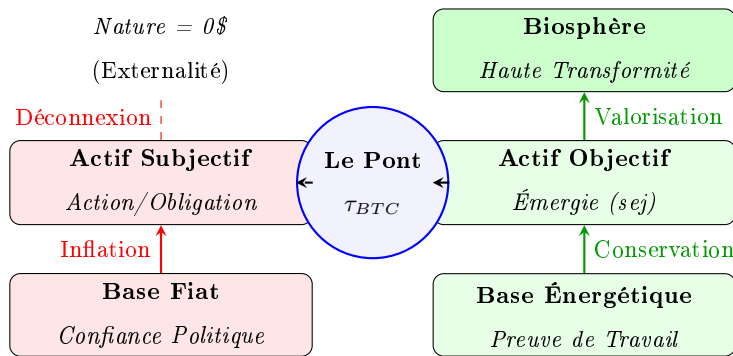 Nature = 0$
(Externalité)
Déconnexion
Actif Subjectif
Action/Obligation
Inflation
Base Fiat
Confiance Politique
Le Pont
τ_BTC
Biosphère
Haute Transformité
Valorisation
Actif Objectif
Émergie (sej)
Conservation
Base Énergétique
Preuve de Travail